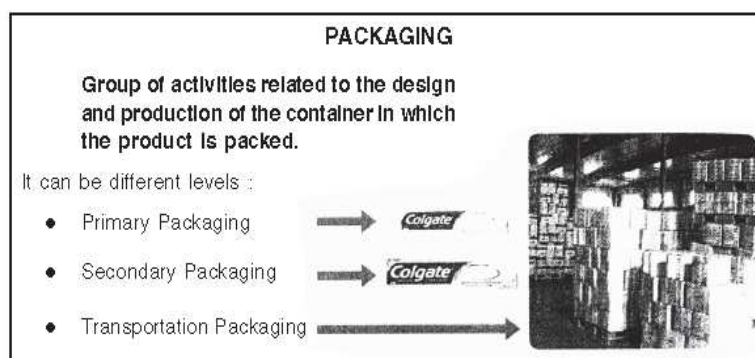 PACKAGING
Group of activities related to the design
and production of the container in which
the product is packed.
It can be different levels :
• Primary Packaging
Colgate
• Secondary Packaging
Colgate
• Transportation Packaging